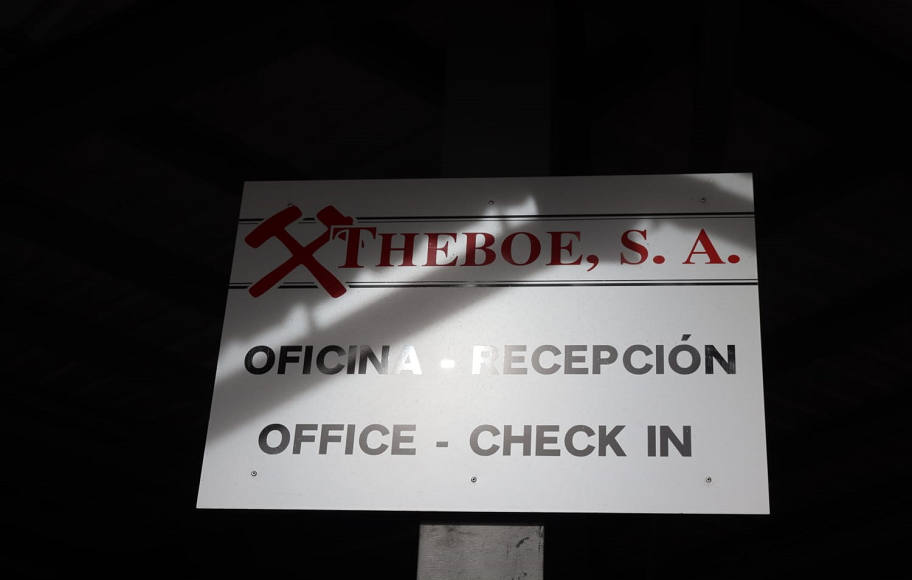 THEBOE, S. A.
OFICINA - RECEPCIÓN
OFFICE - CHECK IN